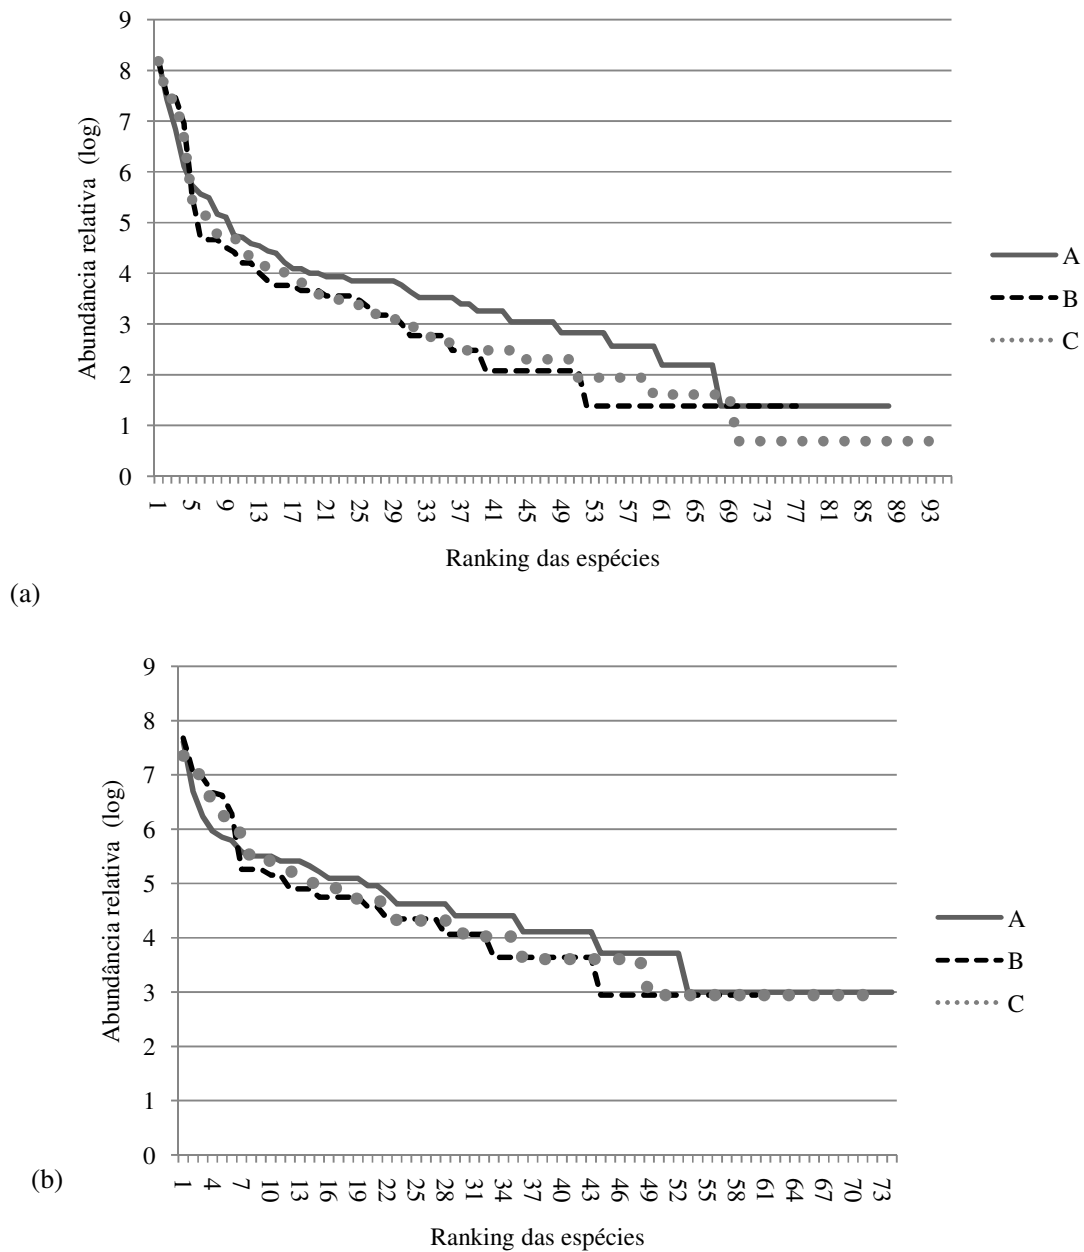 9
8
7
6
5
4
3
2
1
0
Abundância relativa (log)
1 5 9 13 17 21 25 29 33 37 41 45 49 53 57 61 65 69 73 77 81 85 89 93
Ranking das espécies
A
B
C
(a)
9
8
7
6
5
4
3
2
1
0
Abundância relativa (log)
1 4 7 10 13 16 19 22 25 28 31 34 37 40 43 46 49 52 55 58 61 64 67 70 73
Ranking das espécies
A
B
C
(b)